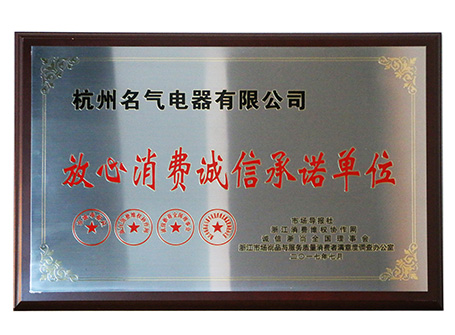 杭州名气电器有限公司
放心消费诚信承诺单位
市场导报社
浙江消费维权协作网
诚信浙货全国理事会
浙江市场商品与服务质量消费者满意度调查办公室
二〇一七年七月